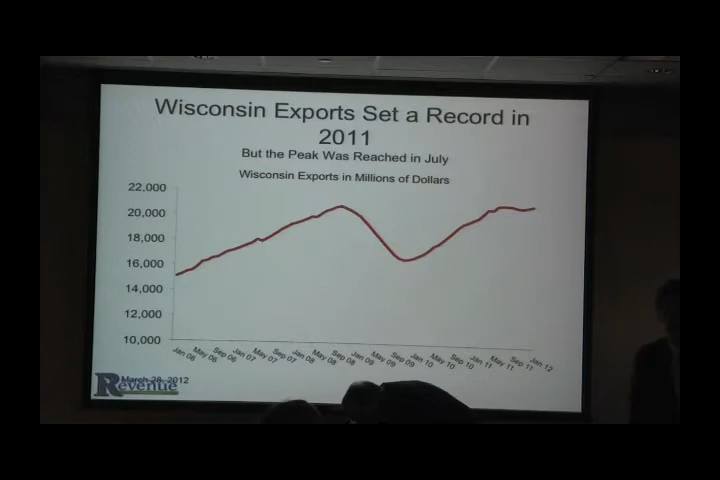 Wisconsin Exports Set a Record in
2011
But the Peak Was Reached in July
Wisconsin Exports in Millions of Dollars
22,000
20,000
18,000
16,000
14,000
12,000
10,000
Jan 06
May 06
Sep 06
Jan 07
May 07
Sep 07
Jan 08
May 08
Sep 08
Jan 09
May 09
Sep 09
Jan 10
May 10
Sep 10
Jan 11
May 11
Sep 11
Jan 12
March 28, 2012
Revenue